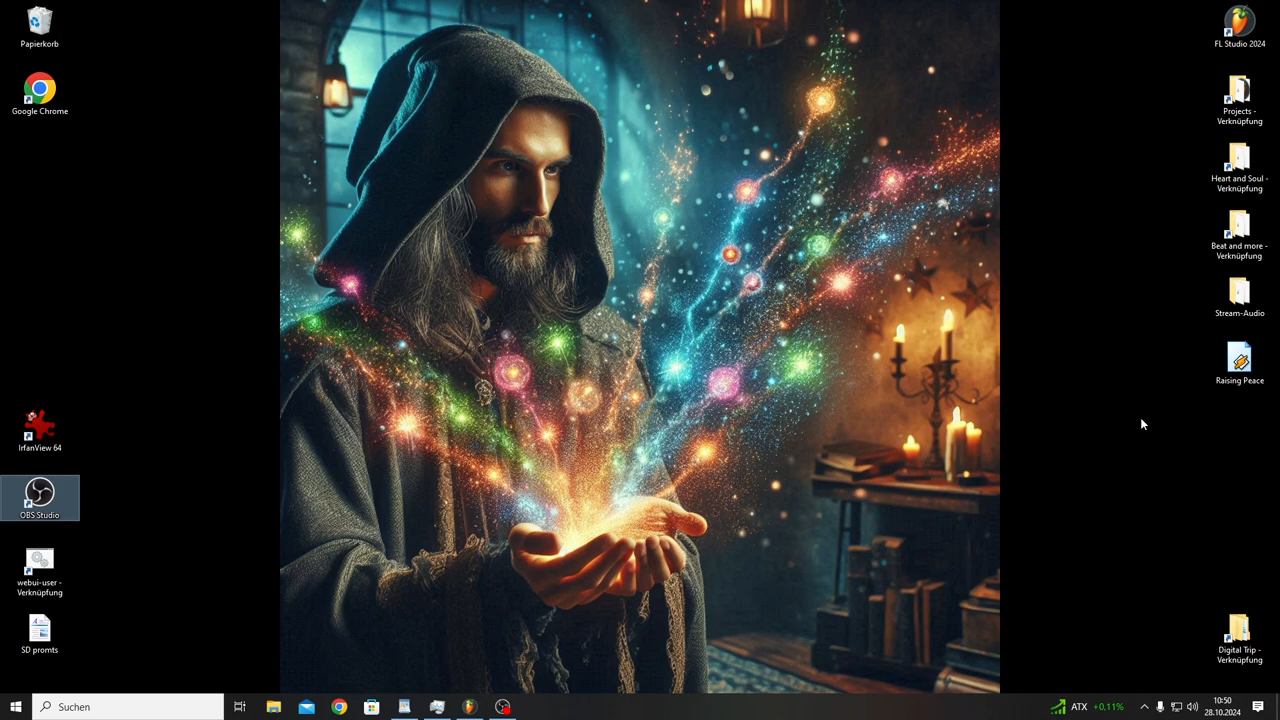 Papierkorb
Google Chrome
IrfanView 64
OBS Studio
webui-user -
Verknüpfung
SD promts
FL Studio 2024
Projects -
Verknüpfung
Heart and Soul -
Verknüpfung
Beat and more -
Verknüpfung
Stream-Audio
Raising Peace
Digital Trip -
Verknüpfung
Suchen
ATX +0,11%
10:50
28.10.2024